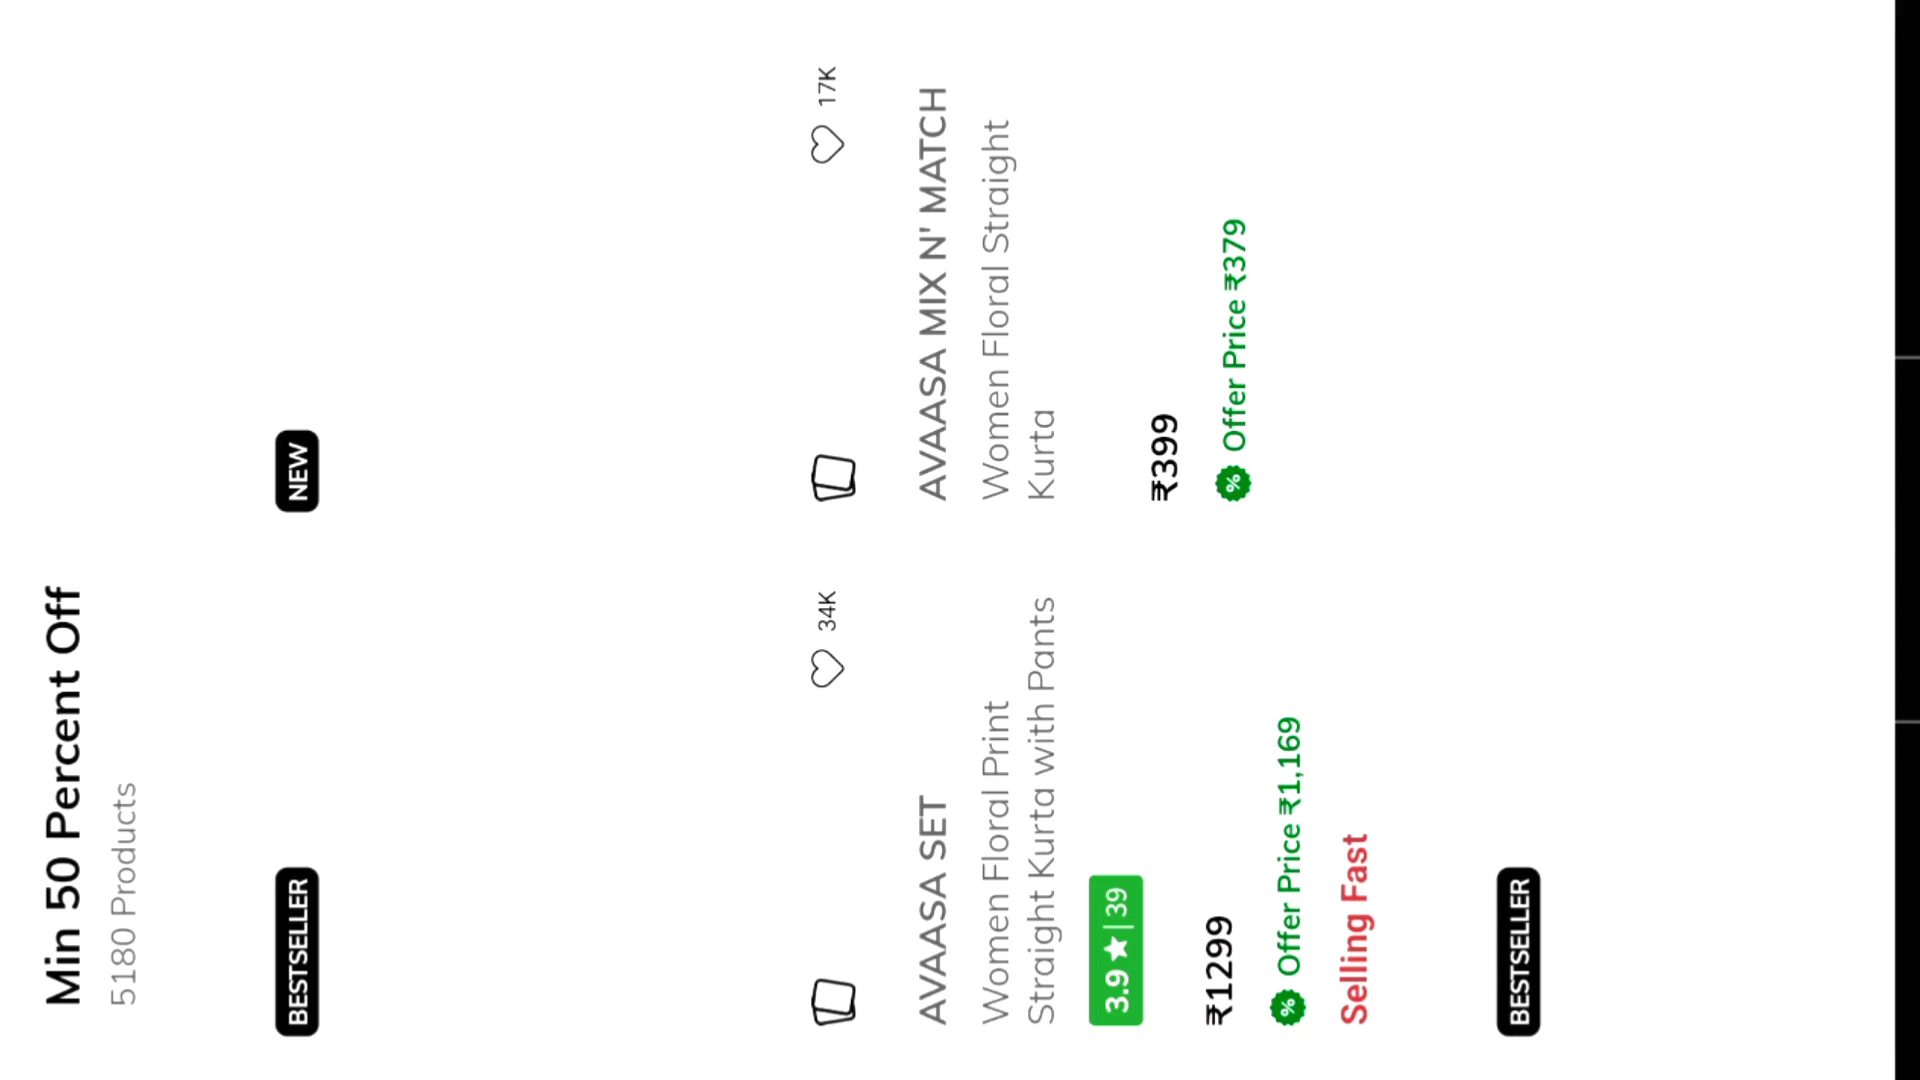 Min 50 Percent Off
5180 Products
BESTSELLER
34K
AVAASA SET
Women Floral Print
Straight Kurta with Pants
3.9 ★ | 39
₹1299
% Offer Price ₹1,169
Selling Fast
BESTSELLER
NEW
17K
AVAASA MIX N' MATCH
Women Floral Straight
Kurta
₹399
% Offer Price ₹379